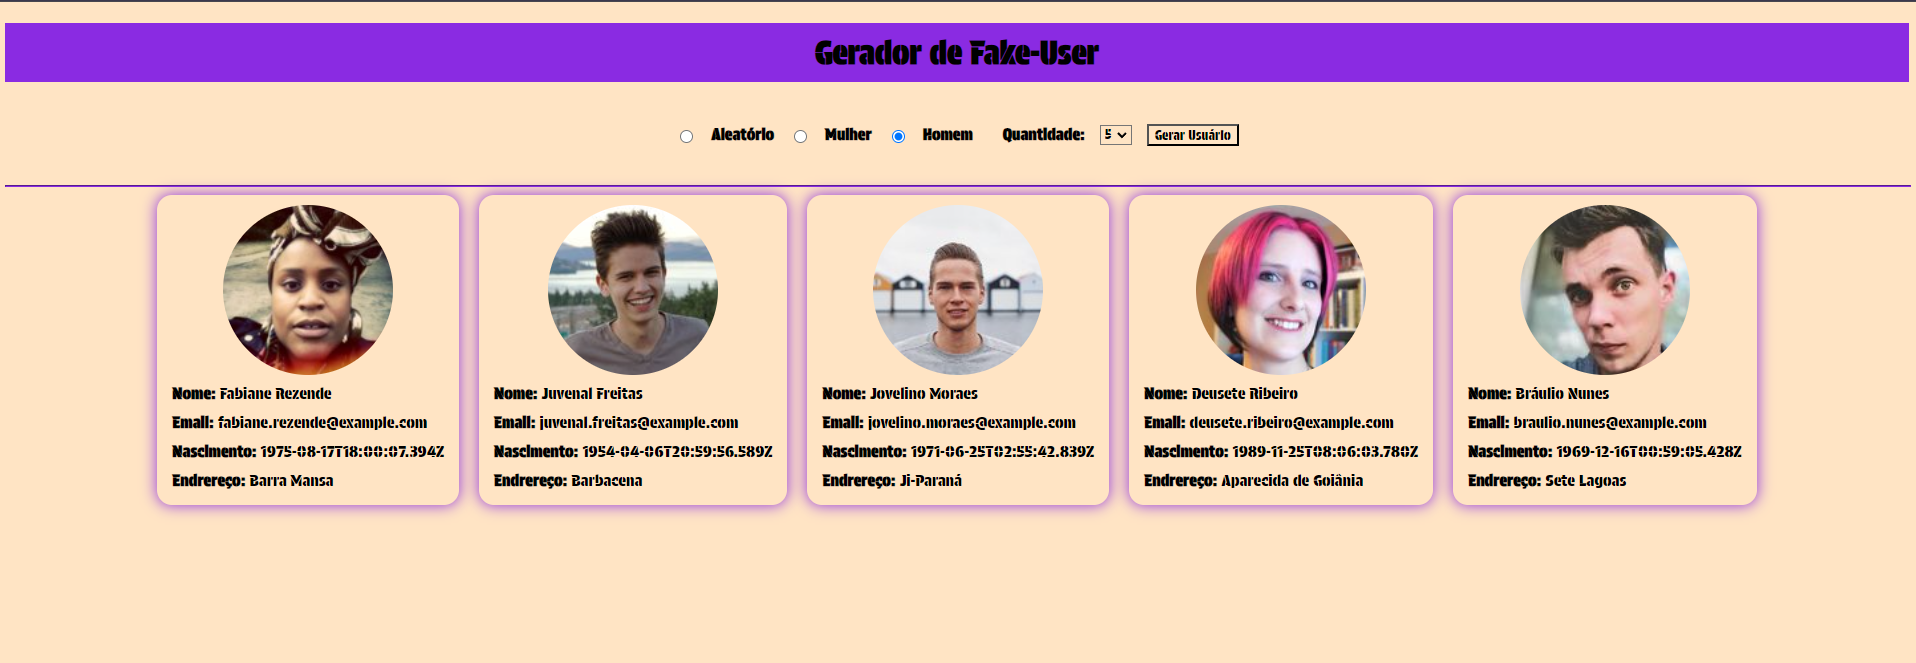 Gerador de Fake-User
Aleatório Mulher Homem Quantidade: 5 Gerar Usuário
Nome: Fabiane Rezende
Email: fabiane.rezende@example.com
Nascimento: 1975-08-17T18:00:07.394Z
Endrereço: Barra Mansa
Nome: Juvenal Freitas
Email: juvenal.freitas@example.com
Nascimento: 1954-04-06T20:59:56.589Z
Endrereço: Barbacena
Nome: Jovelino Moraes
Email: jovelino.moraes@example.com
Nascimento: 1971-06-25T02:55:42.839Z
Endrereço: Ji-Paraná
Nome: Deusete Ribeiro
Email: deusete.ribeiro@example.com
Nascimento: 1989-11-25T08:06:03.780Z
Endrereço: Aparecida de Goiânia
Nome: Bráulio Nunes
Email: braulio.nunes@example.com
Nascimento: 1969-12-16T00:59:05.428Z
Endrereço: Sete Lagoas